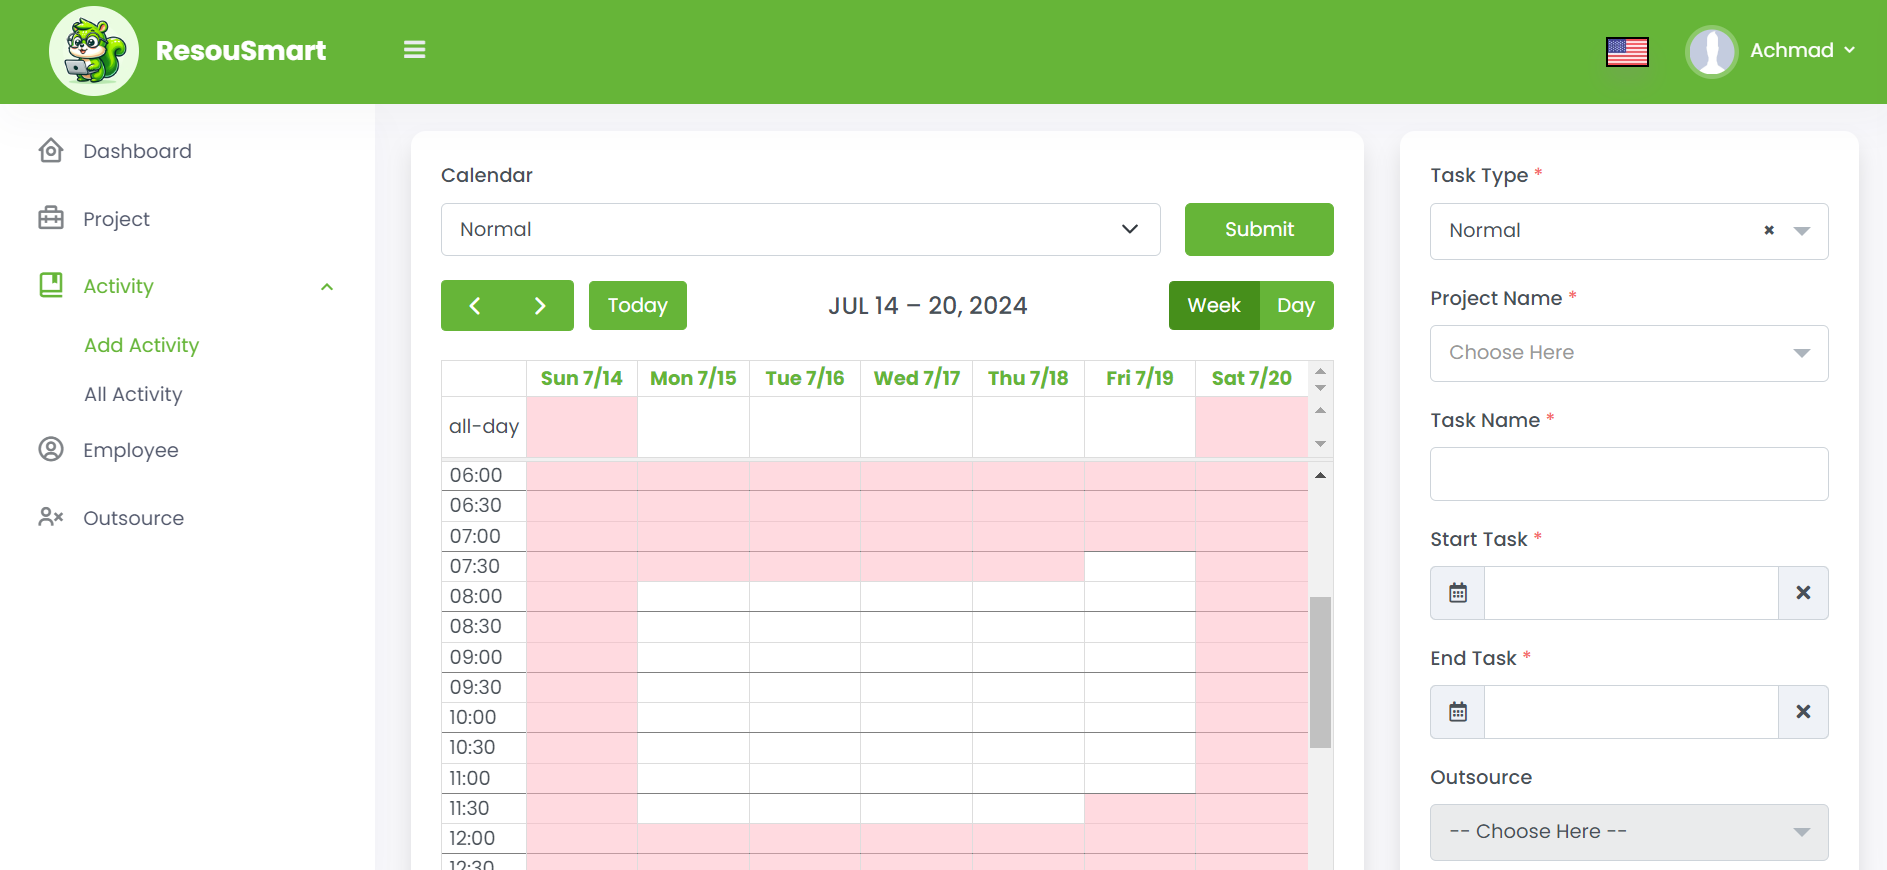 ResouSmart
Achmad
Dashboard
Project
Activity
Add Activity
All Activity
Employee
Outsource
Calendar
Normal
Submit
Today
JUL 14 – 20, 2024
Week Day
Sun 7/14 Mon 7/15 Tue 7/16 Wed 7/17 Thu 7/18 Fri 7/19 Sat 7/20
all-day
06:00
06:30
07:00
07:30
08:00
08:30
09:00
09:30
10:00
10:30
11:00
11:30
12:00
12:30
Task Type *
Normal
Project Name *
Choose Here
Task Name *
Start Task *
End Task *
Outsource
-- Choose Here --